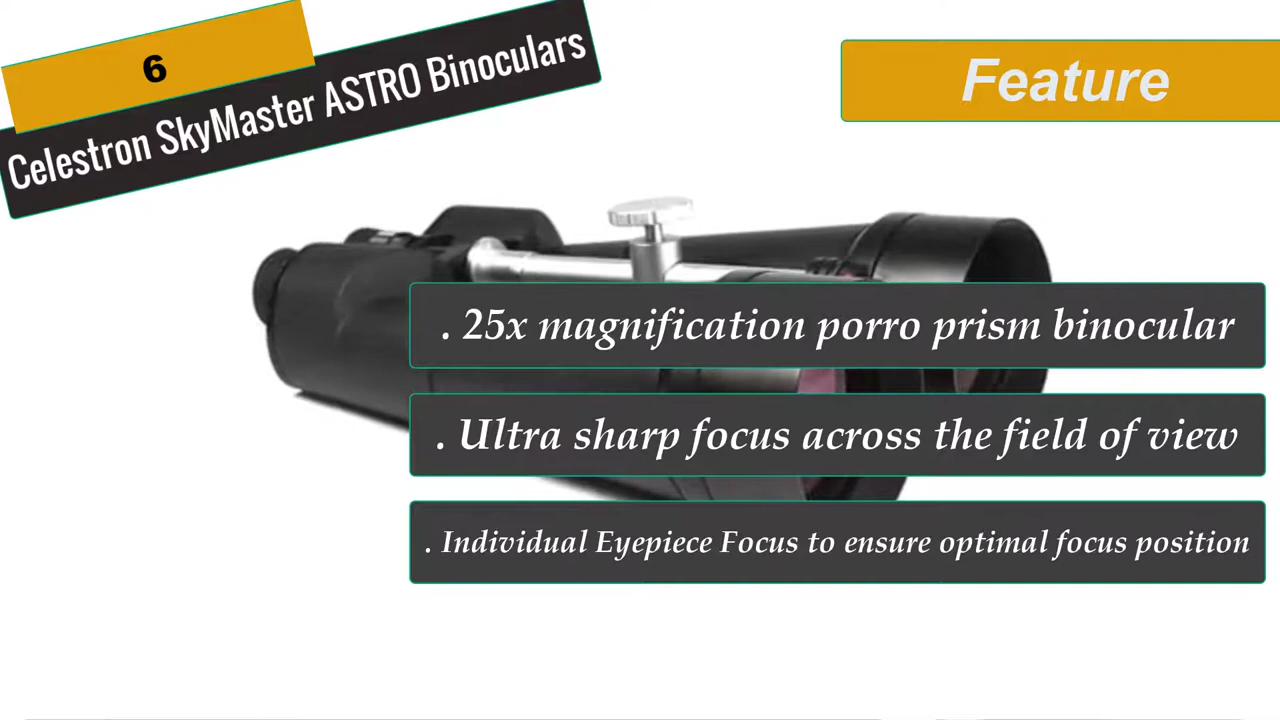 6
Celestron SkyMaster ASTRO Binoculars
Feature
. 25x magnification porro prism binocular
. Ultra sharp focus across the field of view
. Individual Eyepiece Focus to ensure optimal focus position